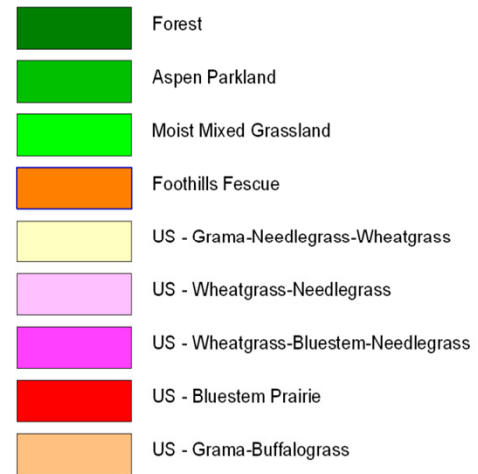 Forest
Aspen Parkland
Moist Mixed Grassland
Foothills Fescue
US - Grama-Needlegrass-Wheatgrass
US - Wheatgrass-Needlegrass
US - Wheatgrass-Bluestem-Needlegrass
US - Bluestem Prairie
US - Grama-Buffalograss